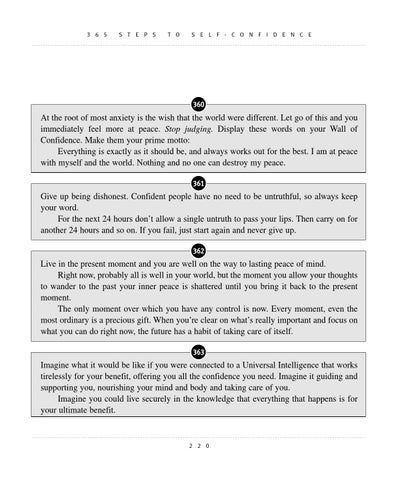 365 STEPS TO SELF-CONFIDENCE
360
At the root of most anxiety is the wish that the world were different. Let go of this and you
immediately feel more at peace. Stop judging. Display these words on your Wall of
Confidence. Make them your prime motto:
Everything is exactly as it should be, and always works out for the best. I am at peace
with myself and the world. Nothing and no one can destroy my peace.
361
Give up being dishonest. Confident people have no need to be untruthful, so always keep
your word.
For the next 24 hours don't allow a single untruth to pass your lips. Then carry on for
another 24 hours and so on. If you fail, just start again and never give up.
362
Live in the present moment and you are well on the way to lasting peace of mind.
Right now, probably all is well in your world, but the moment you allow your thoughts
to wander to the past your inner peace is shattered until you bring it back to the present
moment.
The only moment over which you have any control is now. Every moment, even the
most ordinary is a precious gift. When you're clear on what's really important and focus on
what you can do right now, the future has a habit of taking care of itself.
363
Imagine what it would be like if you were connected to a Universal Intelligence that works
tirelessly for your benefit, offering you all the confidence you need. Imagine it guiding and
supporting you, nourishing your mind and body and taking care of you.
Imagine you could live securely in the knowledge that everything that happens is for
your ultimate benefit.
220